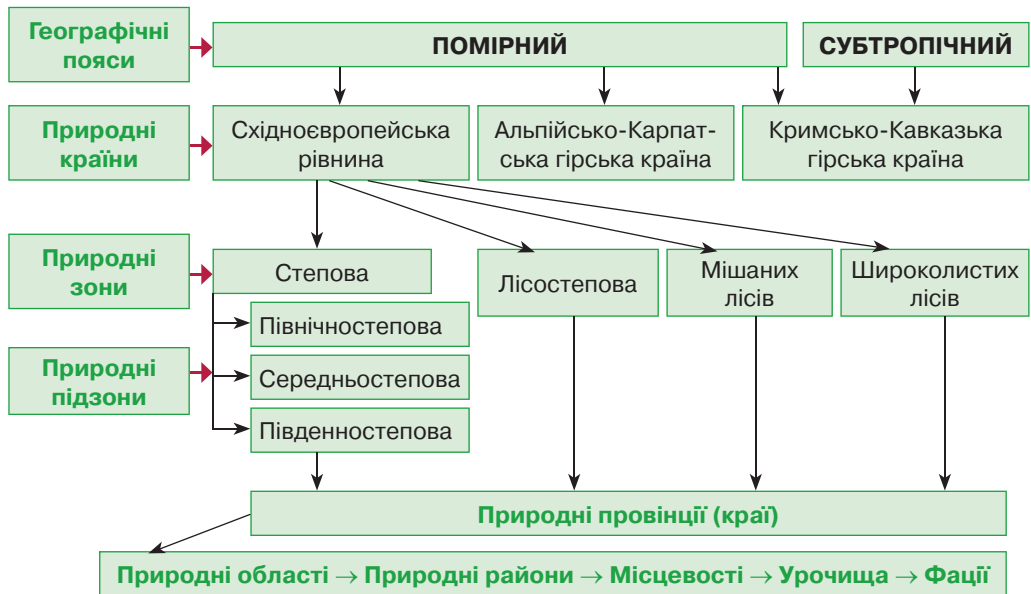 Географічні
пояси
ПОМІРНИЙ
СУБТРОПІЧНИЙ
Природні
країни
Східноєвропейська
рівнина
Альпійсько-Карпат-
ська гірська країна
Кримсько-Кавказька
гірська країна
Природні
зони
Степова
Лісостепова
Мішаних
лісів
Широколистих
лісів
Природні
підзони
Північностепова
Середньостепова
Південностепова
Природні провінції (краї)
Природні області → Природні райони → Місцевості → Урочища → Фації